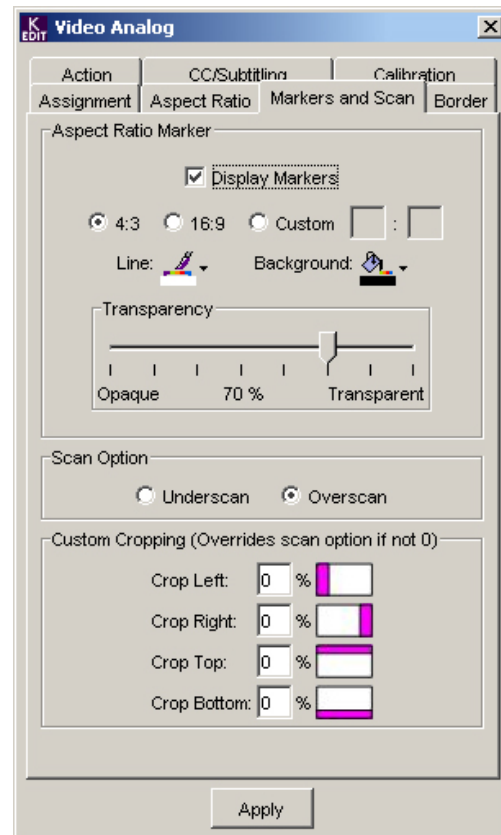 K EDIT Video Analog
Action CC/Subtitling Calibration
Assignment Aspect Ratio Markers and Scan Border
Aspect Ratio Marker
Display Markers
4:3 16:9 Custom :
Line: Background:
Transparency
Opaque 70 % Transparent
Scan Option
Underscan Overscan
Custom Cropping (Overrides scan option if not 0)
Crop Left: 0 %
Crop Right: 0 %
Crop Top: 0 %
Crop Bottom: 0 %
Apply